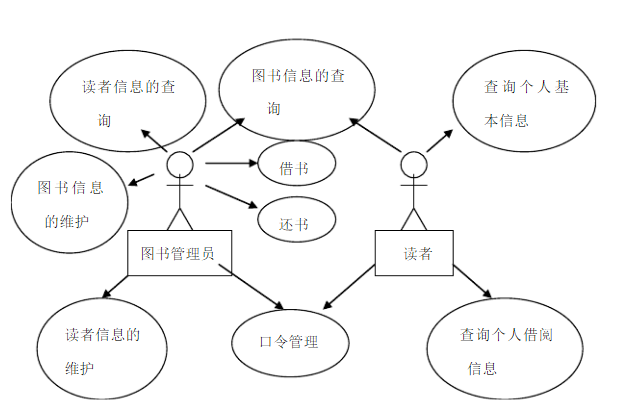 读者信息的查
询
图书信息的查
询
查询个人基
本信息
图书信息
的维护
借书
还书
图书管理员
读者
读者信息的
维护
口令管理
查询个人借阅
信息